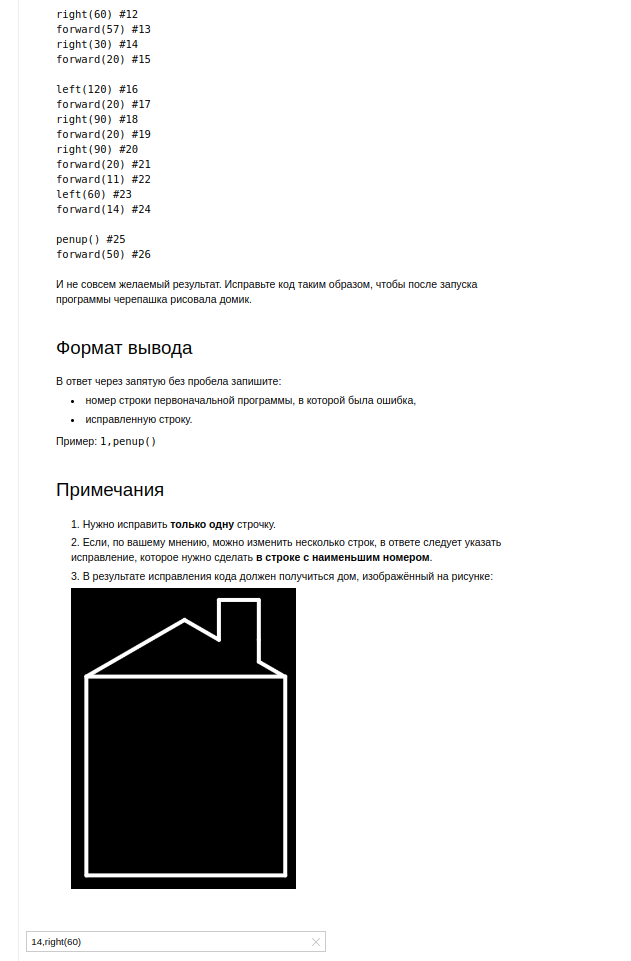 right(60) #12
forward(57) #13
right(30) #14
forward(20) #15
left(120) #16
forward(20) #17
right(90) #18
forward(20) #19
right(90) #20
forward(20) #21
forward(11) #22
left(60) #23
forward(14) #24
penup() #25
forward(50) #26
И не совсем желаемый результат. Исправьте код таким образом, чтобы после запуска
программы черепашка рисовала домик.
Формат вывода
В ответ через запятую без пробела запишите:
• номер строки первоначальной программы, в которой была ошибка,
• исправленную строку.
Пример: 1,penup()
Примечания
1. Нужно исправить только одну строчку.
2. Если, по вашему мнению, можно изменить несколько строк, в ответе следует указать
исправление, которое нужно сделать в строке с наименьшим номером.
3. В результате исправления кода должен получиться дом, изображённый на рисунке:
14,right(60)